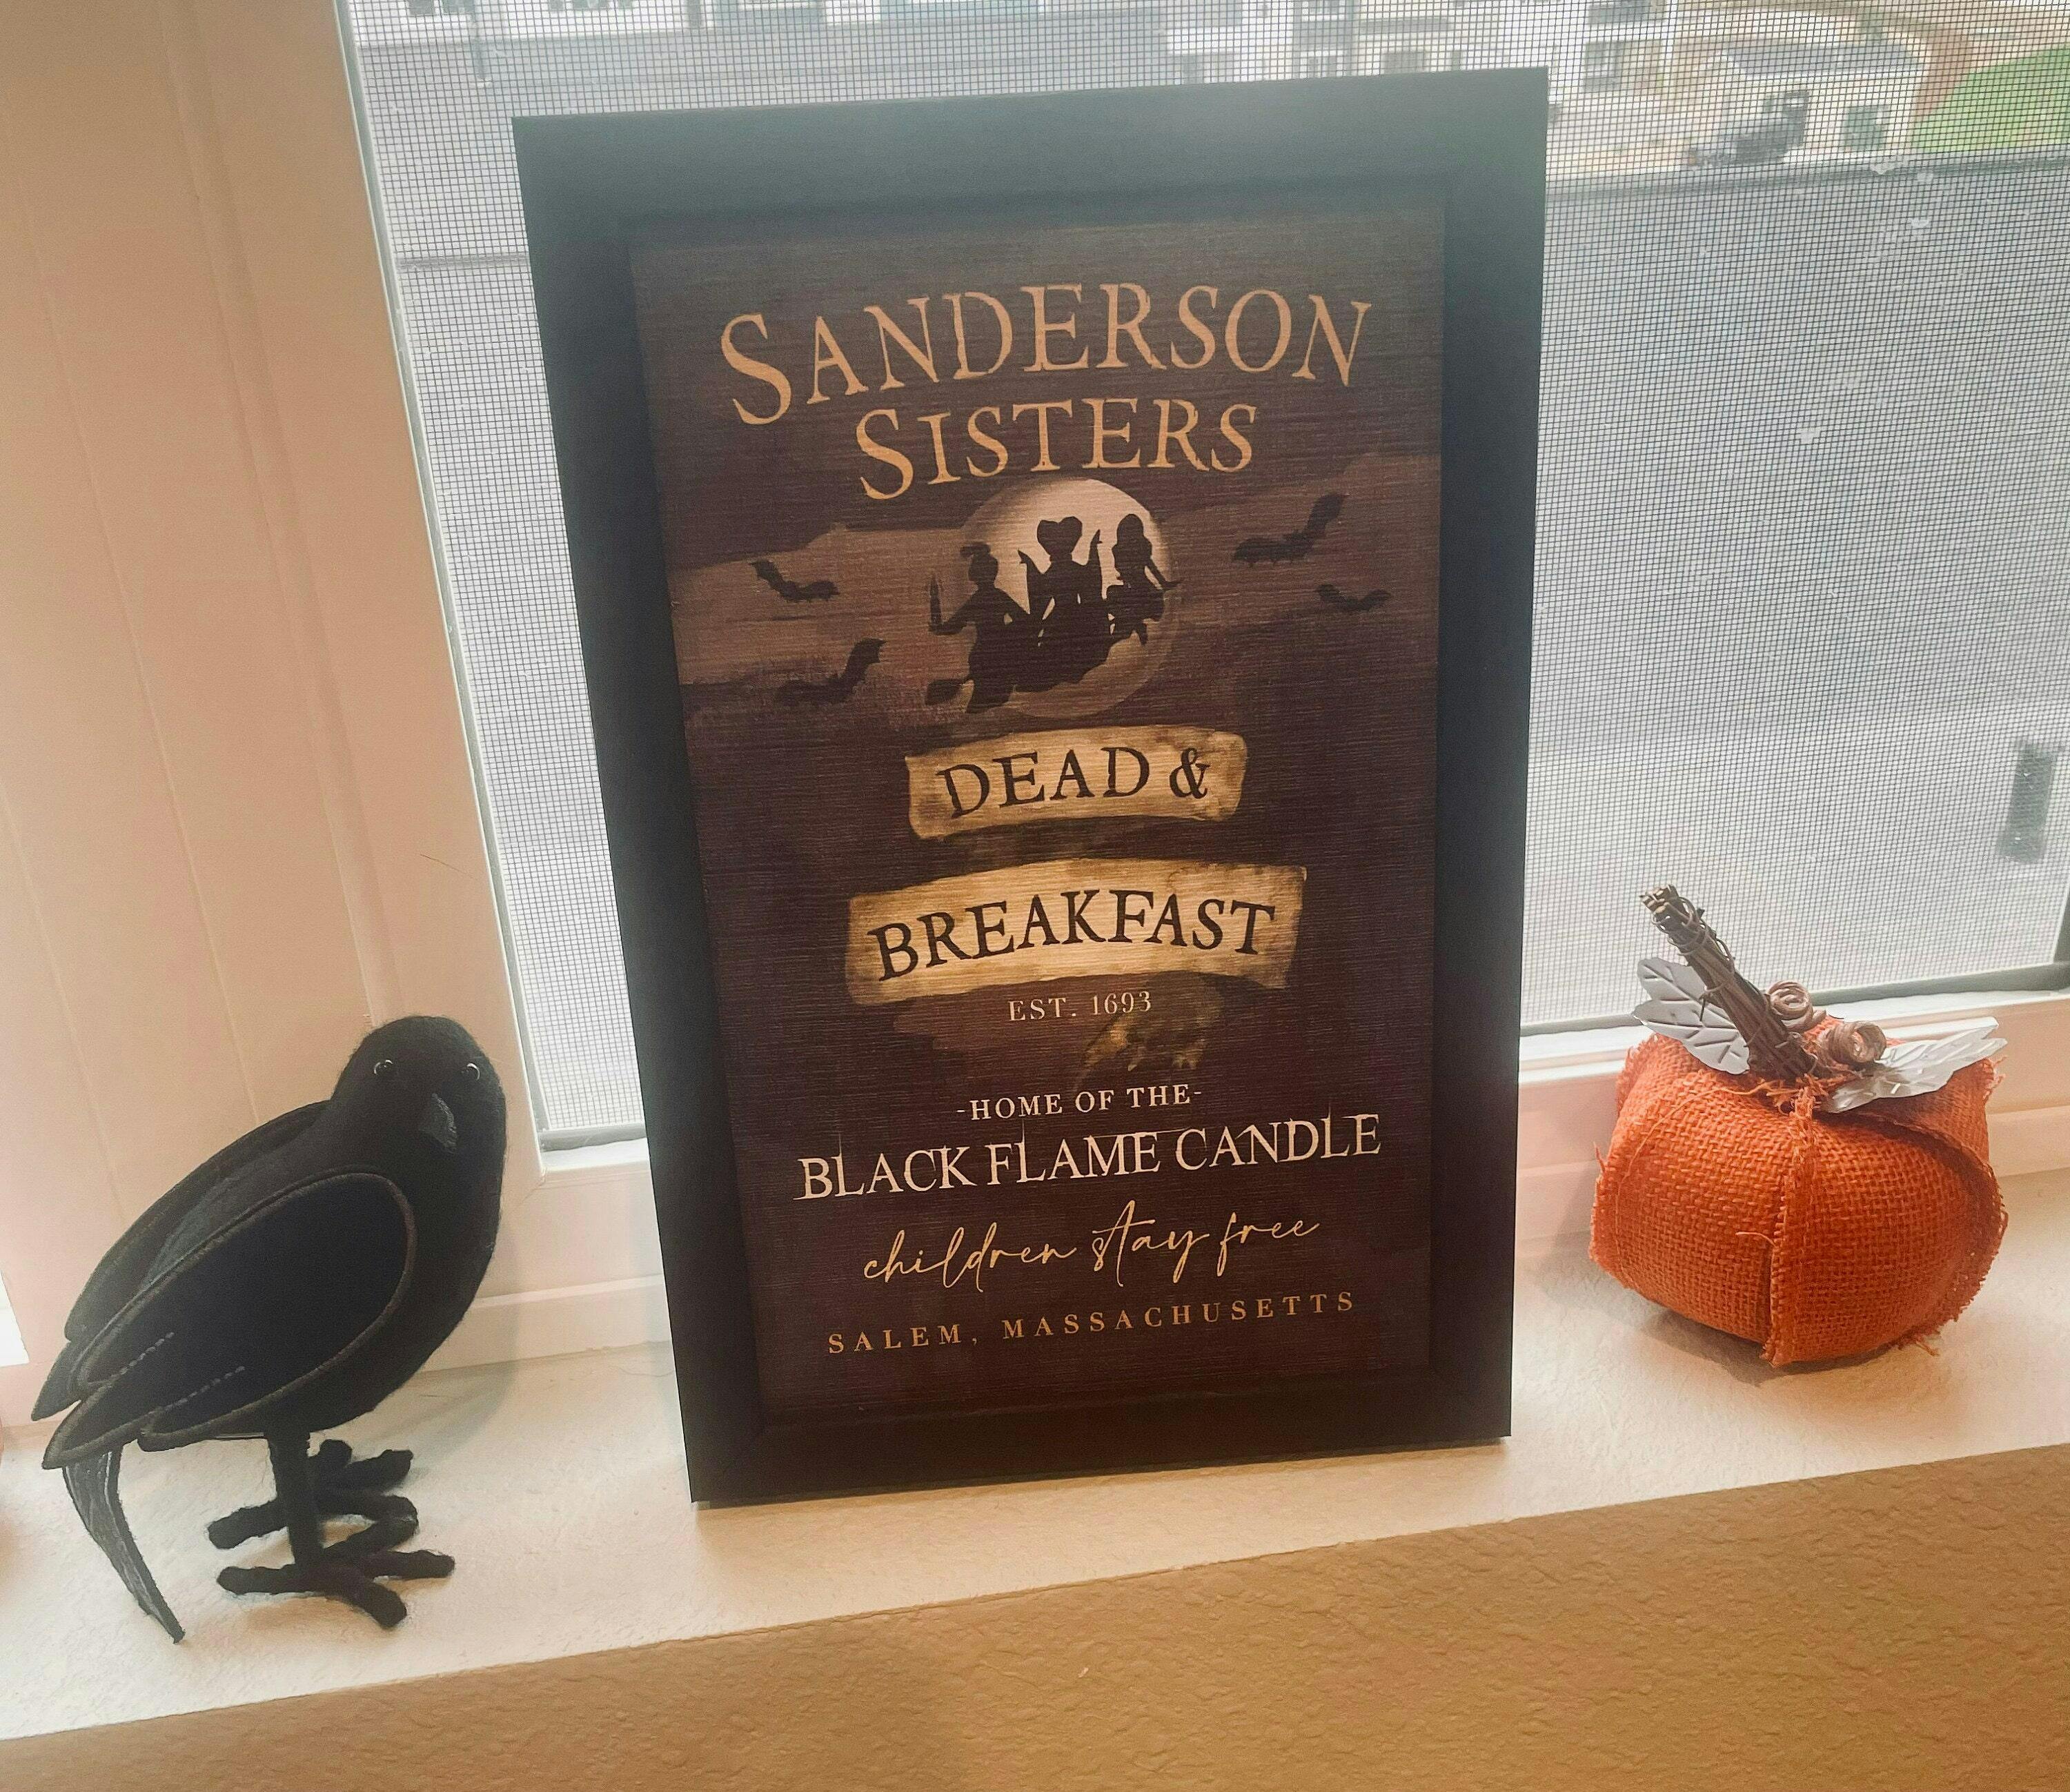 SANDERSON
SISTERS
DEAD &
BREAKFAST
EST. 1693
-HOME OF THE-
BLACK FLAME CANDLE
children stay free
SALEM, MASSACHUSETTS